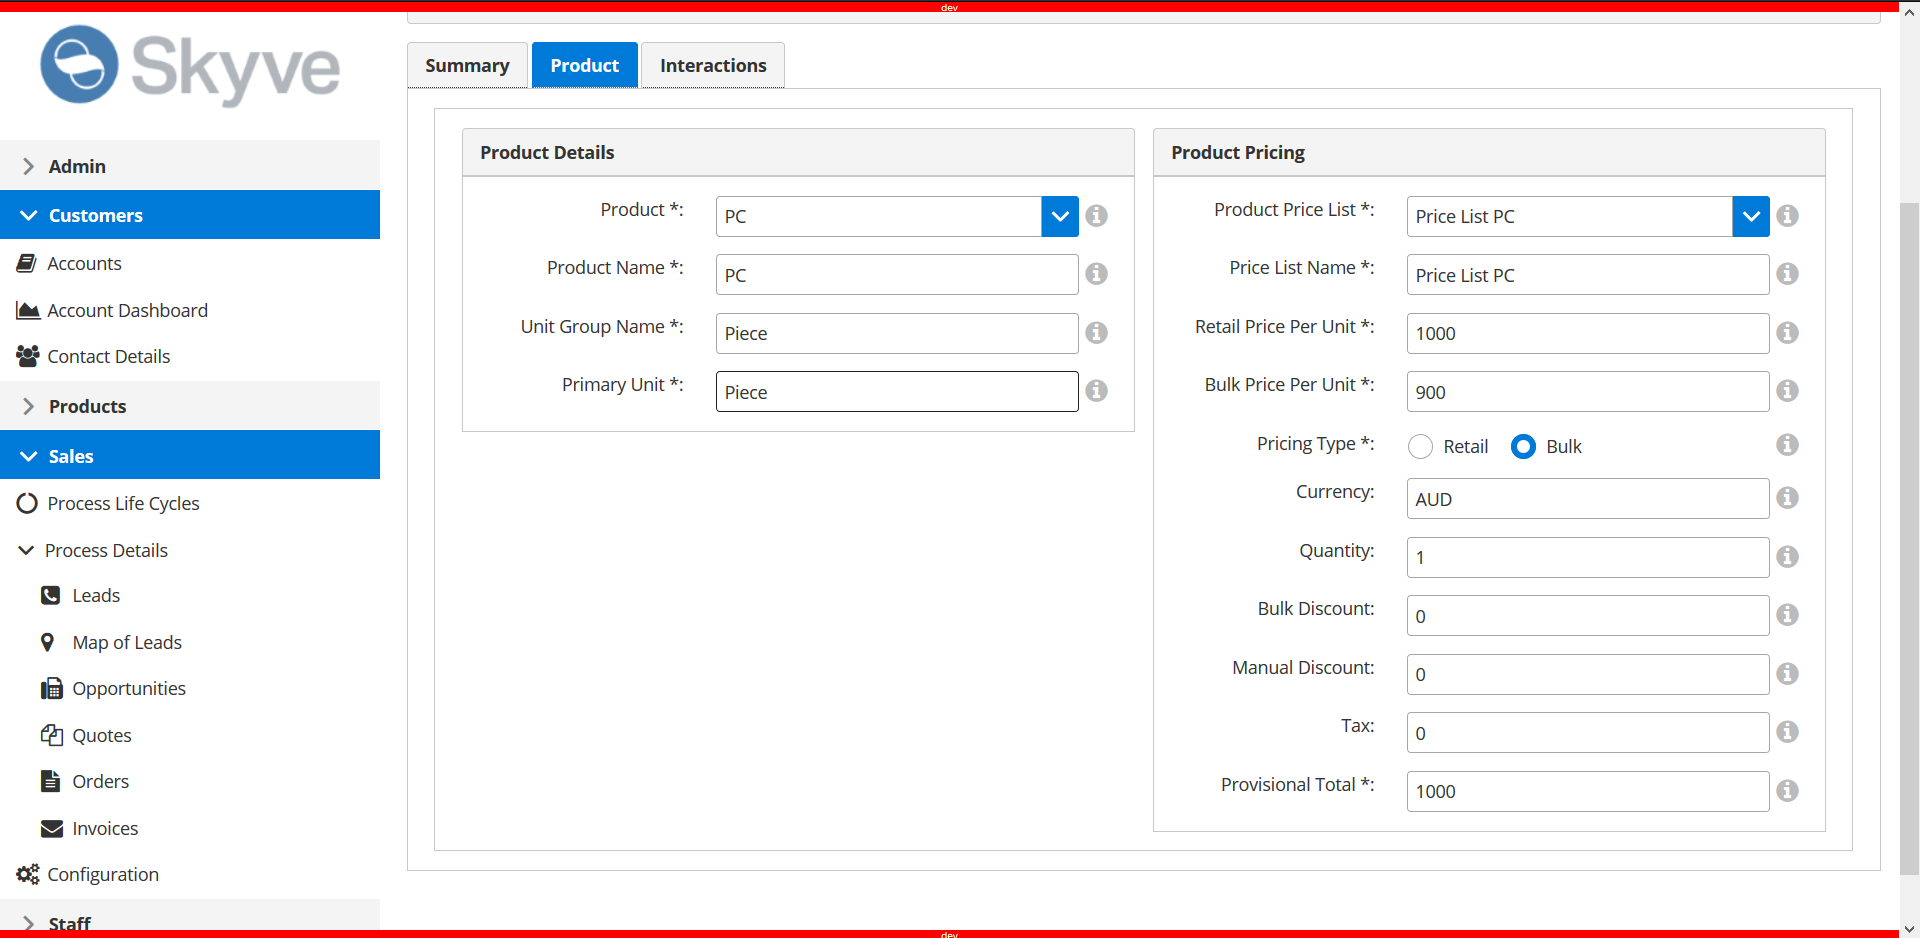 dev
Skyve
Admin
Customers
Accounts
Account Dashboard
Contact Details
Products
Sales
Process Life Cycles
Process Details
Leads
Map of Leads
Opportunities
Quotes
Orders
Invoices
Configuration
Staff
Summary
Product
Interactions
Product Details
Product *: PC
Product Name *: PC
Unit Group Name *: Piece
Primary Unit *: Piece
Product Pricing
Product Price List *: Price List PC
Price List Name *: Price List PC
Retail Price Per Unit *: 1000
Bulk Price Per Unit *: 900
Pricing Type *: Retail Bulk
Currency: AUD
Quantity: 1
Bulk Discount: 0
Manual Discount: 0
Tax: 0
Provisional Total *: 1000
dev